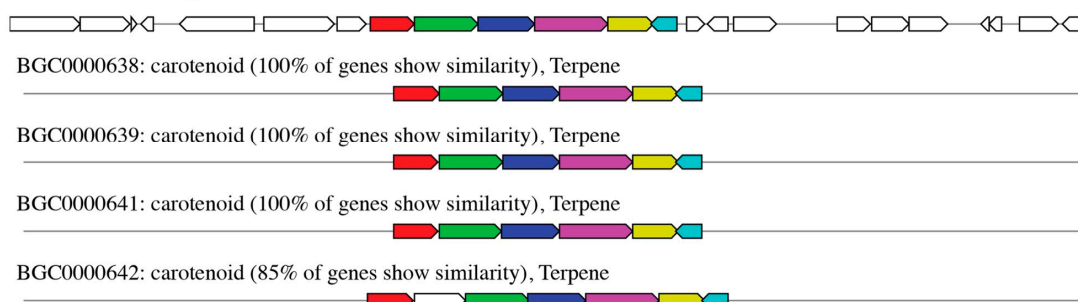 BGC0000638: carotenoid (100% of genes show similarity), Terpene
BGC0000639: carotenoid (100% of genes show similarity), Terpene
BGC0000641: carotenoid (100% of genes show similarity), Terpene
BGC0000642: carotenoid (85% of genes show similarity), Terpene